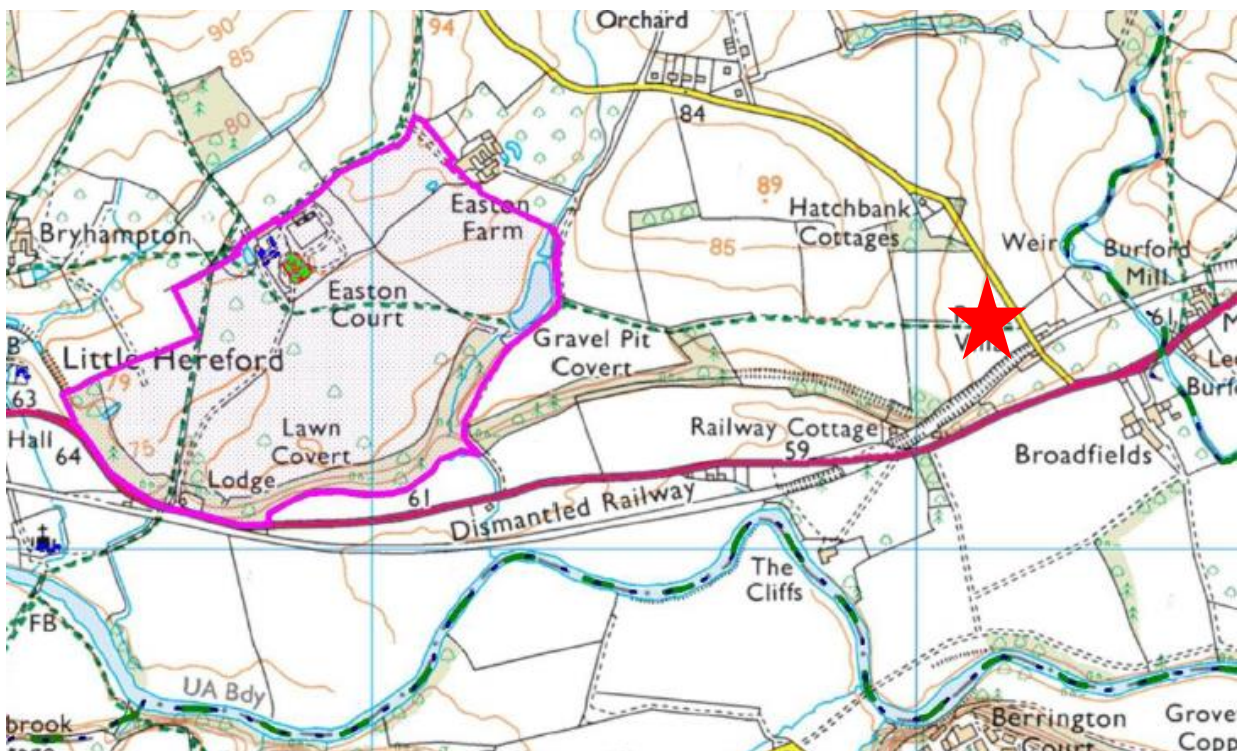 Orchard
90
85
94
80
84
89
85
Easton
Farm
Hatchbank
Cottages
Weir
Burford
Mill
Bryhampton
Easton
Court
61
Gravel Pit
Covert
Little Hereford
79
63
Hall
64
75
Lawn
Covert
Lodge
61
Railway Cottage
59
Broadfields
Dismantled Railway
The
Cliffs
FB
UA Bdy
Berrington
Court